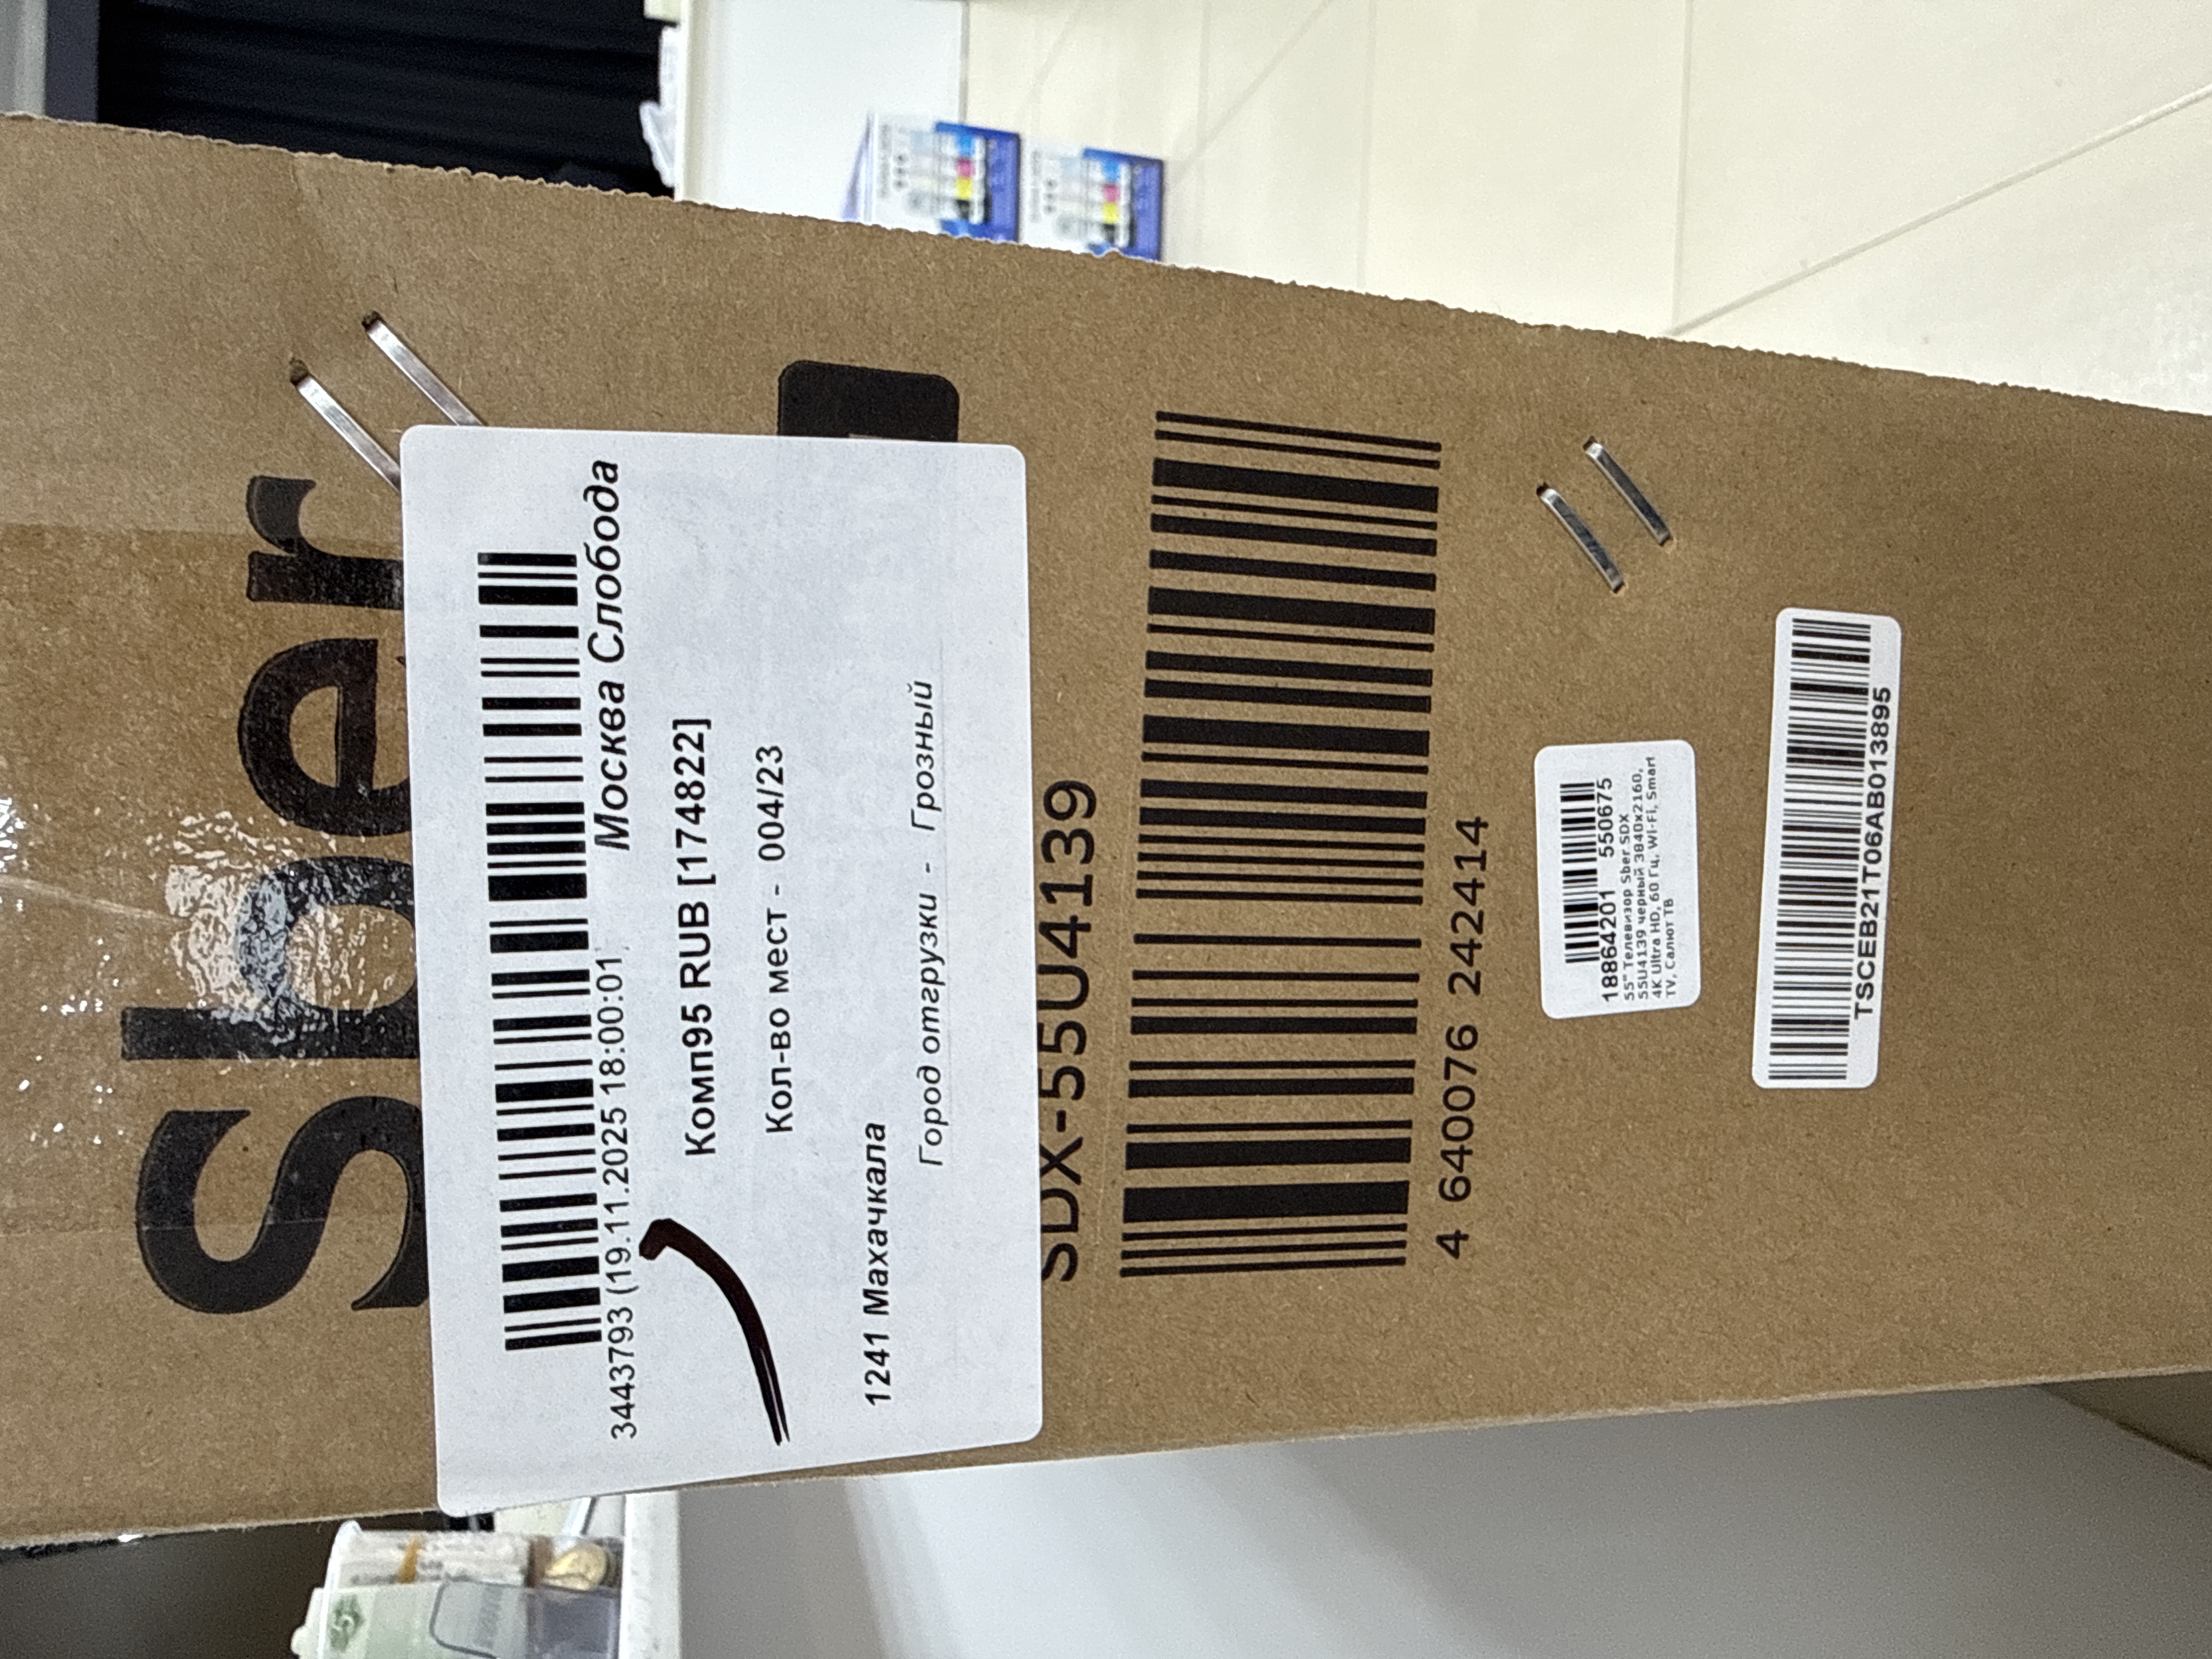 Sber
Москва Слобода
3443793 (19.11.2025 18:00:01)
Комп95 RUB [174822]
Кол-во мест - 004/23
1241 Махачкала
Город отгрузки - Грозный
SDX-55U4139
4 640076 242414
18864201 550675
55" Телевизор Sber SDX
55U4139 черный 3840x2160,
4K Ultra HD, 60 Гц, Wi-Fi, Smart
TV, Салют ТВ
TSCEB21T06AB013895